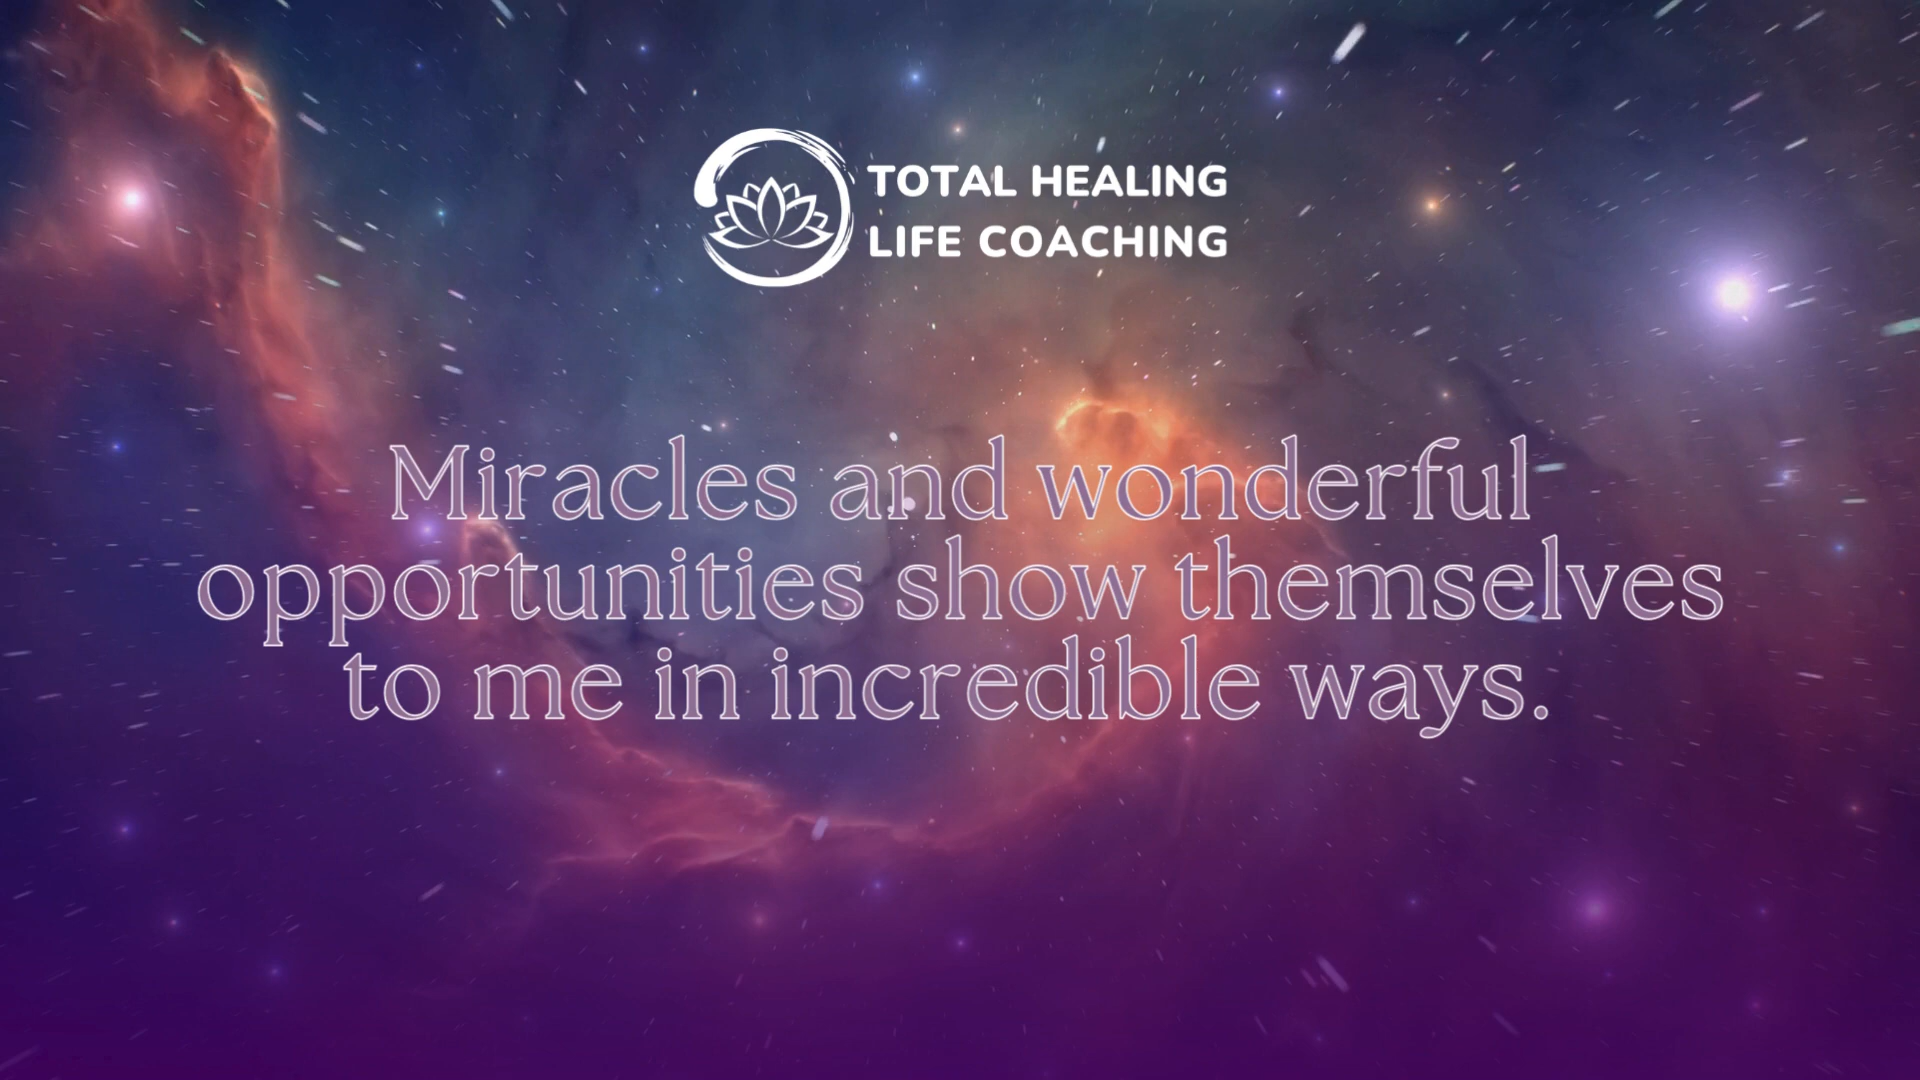 TOTAL HEALING
LIFE COACHING
Miracles and wonderful
opportunities show themselves
to me in incredible ways.